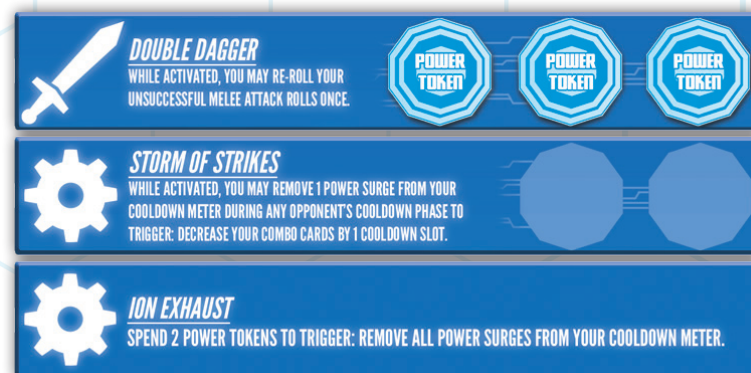 DOUBLE DAGGER
WHILE ACTIVATED, YOU MAY RE-ROLL YOUR
UNSUCCESSFUL MELEE ATTACK ROLLS ONCE.
POWER
TOKEN
POWER
TOKEN
POWER
TOKEN
STORM OF STRIKES
WHILE ACTIVATED, YOU MAY REMOVE 1 POWER SURGE FROM YOUR
COOLDOWN METER DURING ANY OPPONENT'S COOLDOWN PHASE TO
TRIGGER: DECREASE YOUR COMBO CARDS BY 1 COOLDOWN SLOT.
ION EXHAUST
SPEND 2 POWER TOKENS TO TRIGGER: REMOVE ALL POWER SURGES FROM YOUR COOLDOWN METER.